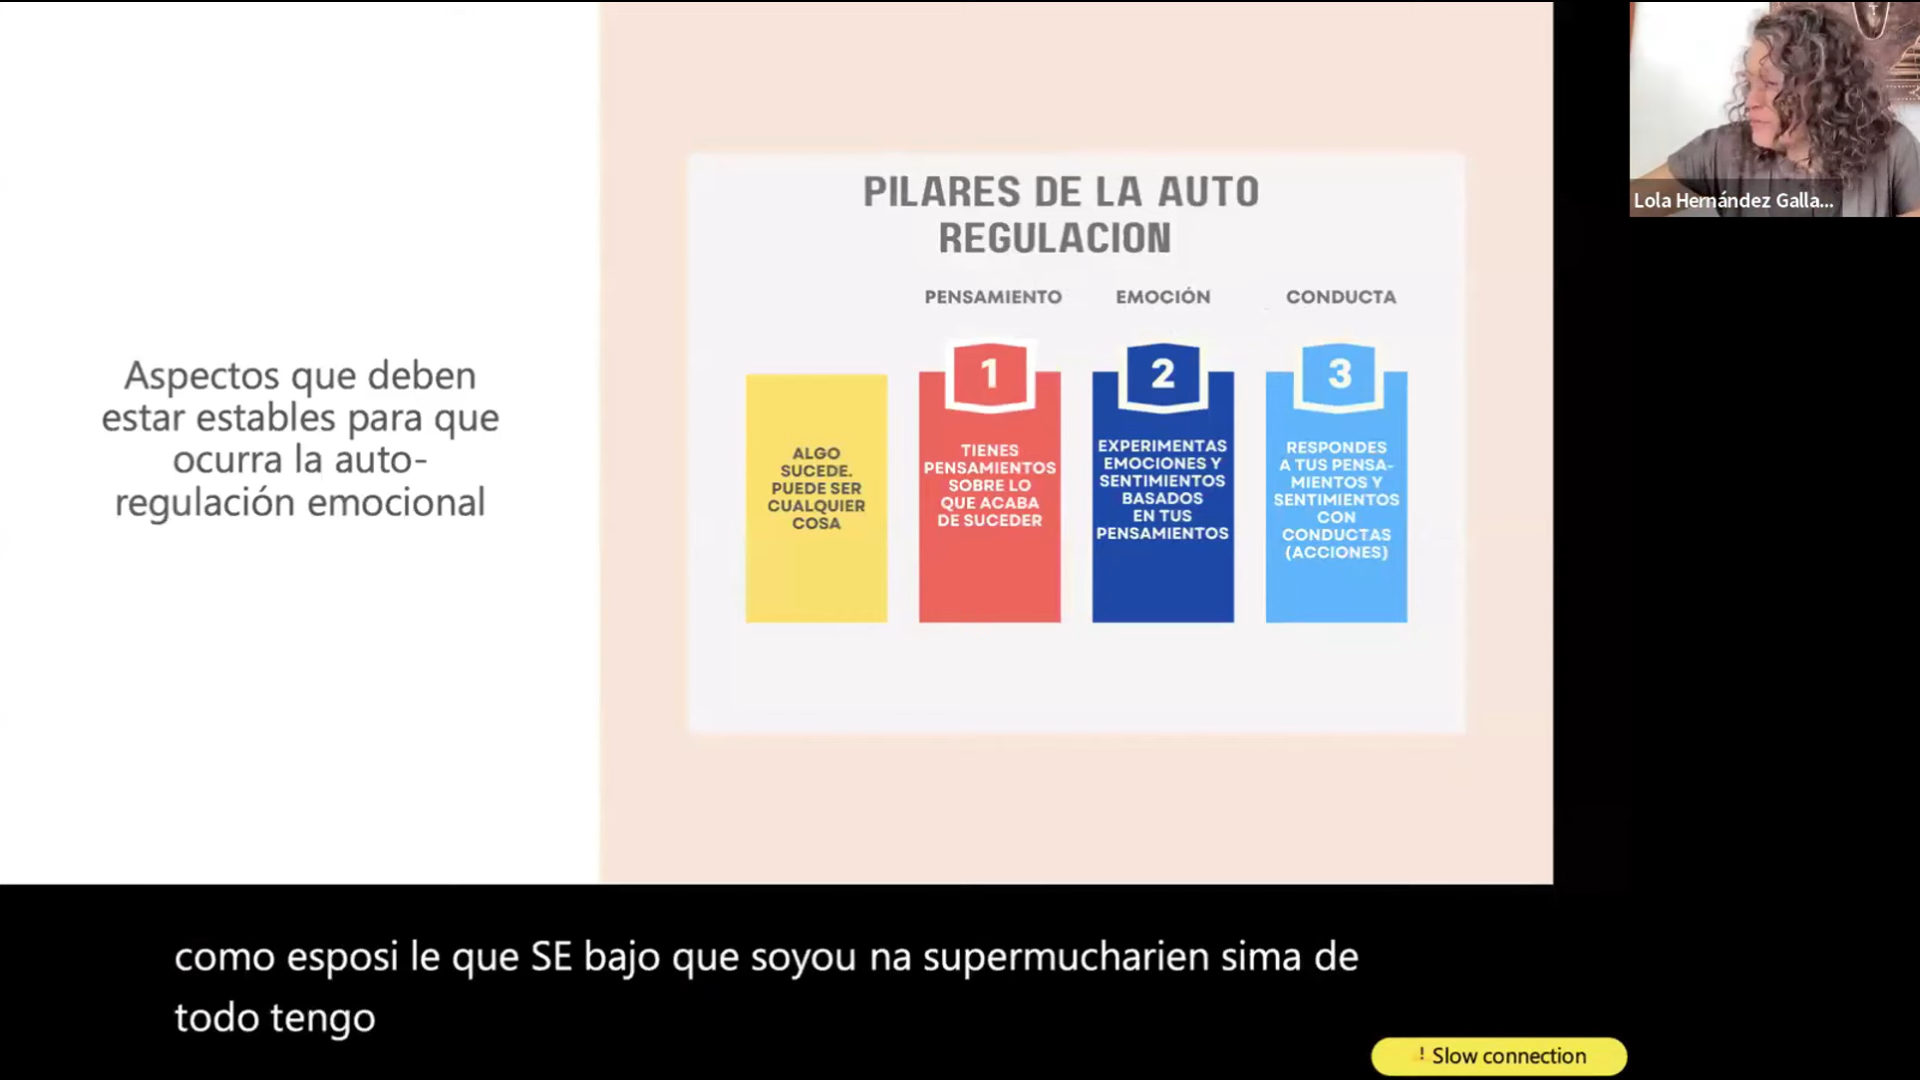 Aspectos que deben
estar estables para que
ocurra la auto-
regulación emocional
PILARES DE LA AUTO
REGULACION
PENSAMIENTO
EMOCIÓN
CONDUCTA
ALGO
SUCEDE.
PUEDE SER
CUALQUIER
COSA
1
TIENES
PENSAMIENTOS
SOBRE LO
QUE ACABA
DE SUCEDER
2
EXPERIMENTAS
EMOCIONES Y
SENTIMIENTOS
BASADOS
EN TUS
PENSAMIENTOS
3
RESPONDES
A TUS PENSA-
MIENTOS Y
SENTIMIENTOS
CON
CONDUCTAS
(ACCIONES)
Lola Hernández Galla...
como esposi le que SE bajo que soyou na supermucharien sima de
todo tengo
! Slow connection